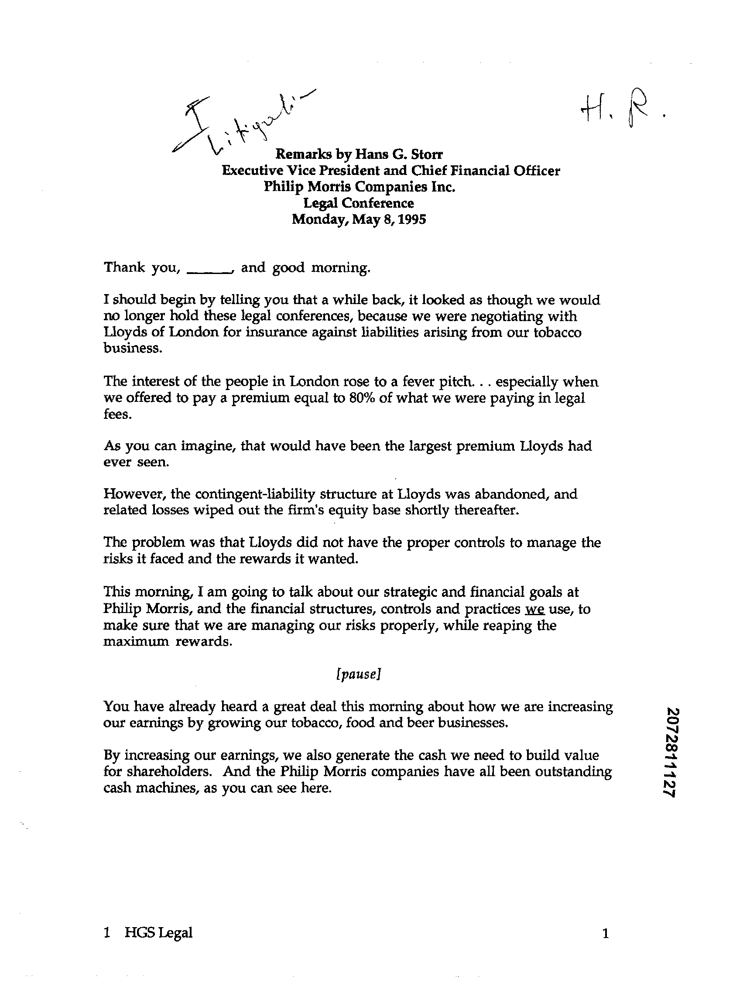 I
Litigati-
H. R.
Remarks by Hans G. Storr
Executive Vice President and Chief Financial Officer
Philip Morris Companies Inc.
Legal Conference
Monday, May 8, 1995
Thank you, _____, and good morning.
I should begin by telling you that a while back, it looked as though we would
no longer hold these legal conferences, because we were negotiating with
Lloyds of London for insurance against liabilities arising from our tobacco
business.
The interest of the people in London rose to a fever pitch. . . especially when
we offered to pay a premium equal to 80% of what we were paying in legal
fees.
As you can imagine, that would have been the largest premium Lloyds had
ever seen.
However, the contingent-liability structure at Lloyds was abandoned, and
related losses wiped out the firm's equity base shortly thereafter.
The problem was that Lloyds did not have the proper controls to manage the
risks it faced and the rewards it wanted.
This morning, I am going to talk about our strategic and financial goals at
Philip Morris, and the financial structures, controls and practices we use, to
make sure that we are managing our risks properly, while reaping the
maximum rewards.
[pause]
You have already heard a great deal this morning about how we are increasing
our earnings by growing our tobacco, food and beer businesses.
By increasing our earnings, we also generate the cash we need to build value
for shareholders. And the Philip Morris companies have all been outstanding
cash machines, as you can see here.
2072811127
1 HGS Legal
1